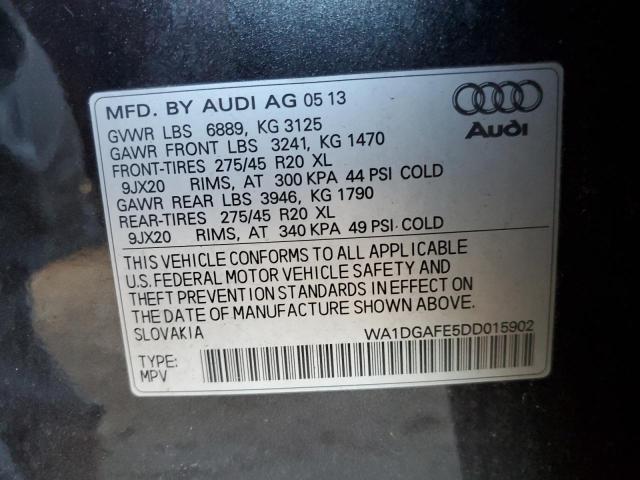 MFD. BY AUDI AG 05 13
GVWR LBS 6889, KG 3125
GAWR FRONT LBS 3241, KG 1470
FRONT-TIRES 275/45 R20 XL
9JX20 RIMS, AT 300 KPA 44 PSI COLD
GAWR REAR LBS 3946, KG 1790
REAR-TIRES 275/45 R20 XL
9JX20 RIMS, AT 340 KPA 49 PSI COLD
Audi
THIS VEHICLE CONFORMS TO ALL APPLICABLE
U.S. FEDERAL MOTOR VEHICLE SAFETY AND
THEFT PREVENTION STANDARDS IN EFFECT ON
THE DATE OF MANUFACTURE SHOWN ABOVE.
SLOVAKIA
WA1DGAFE5DD015902
TYPE:
MPV